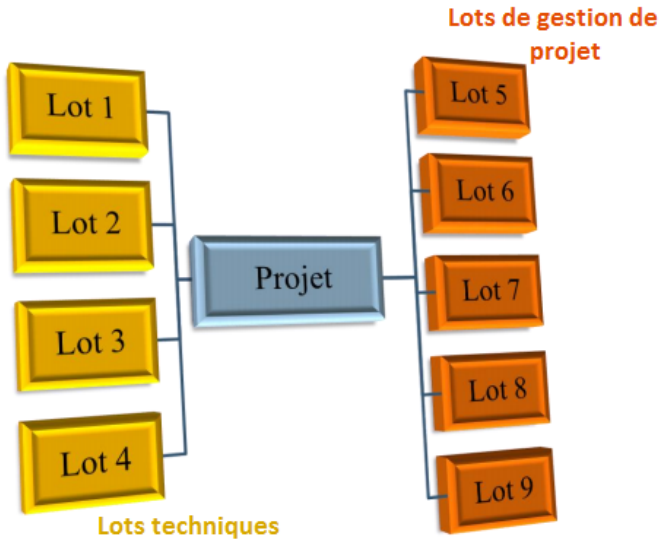 Lots de gestion de
projet
Lot 1
Lot 2
Lot 3
Lot 4
Lots techniques
Projet
Lot 5
Lot 6
Lot 7
Lot 8
Lot 9